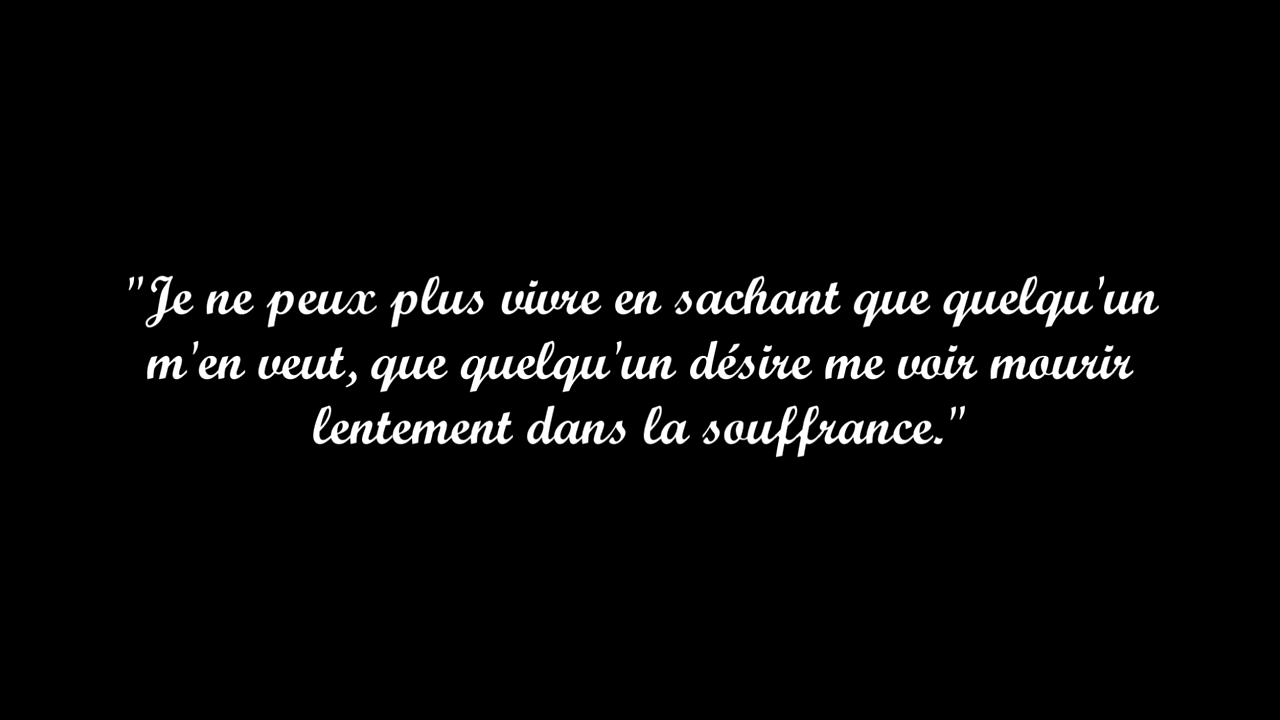 "Je ne peux plus vivre en sachant que quelqu'un
m'en veut, que quelqu'un désire me voir mourir
lentement dans la souffrance."